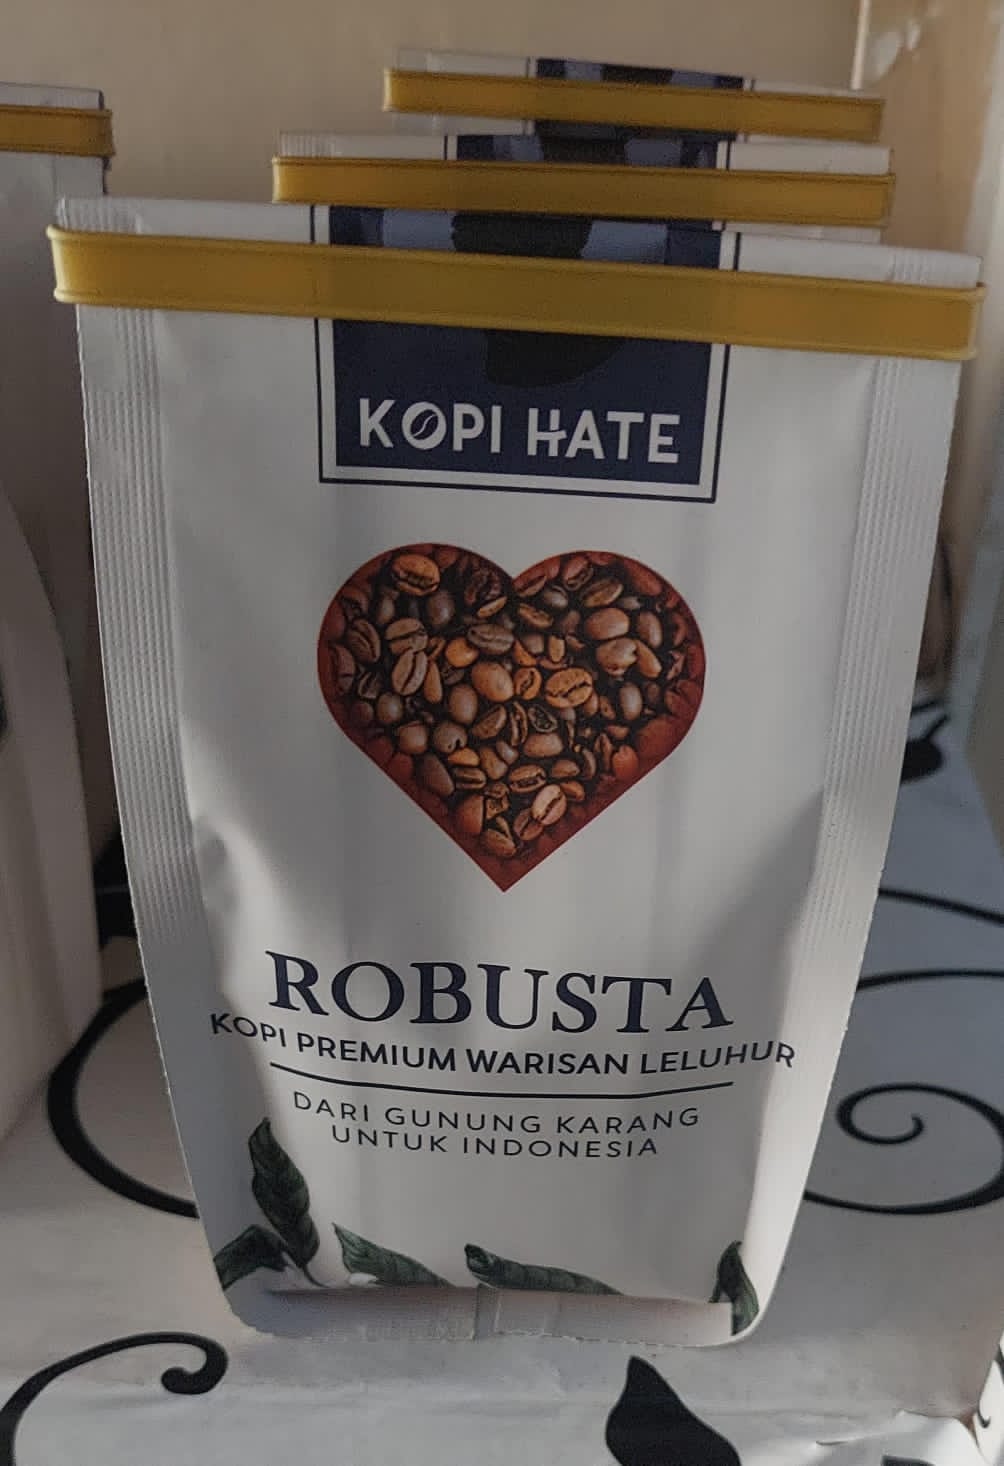 KOPI HATE
ROBUSTA
KOPI PREMIUM WARISAN LELUHUR
DARI GUNUNG KARANG
UNTUK INDONESIA